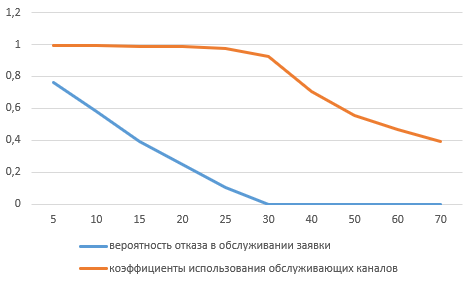 1,2
1
0,8
0,6
0,4
0,2
0
5 10 15 20 25 30 40 50 60 70
вероятность отказа в обслуживании заявки
коэффициенты использования обслуживающих каналов